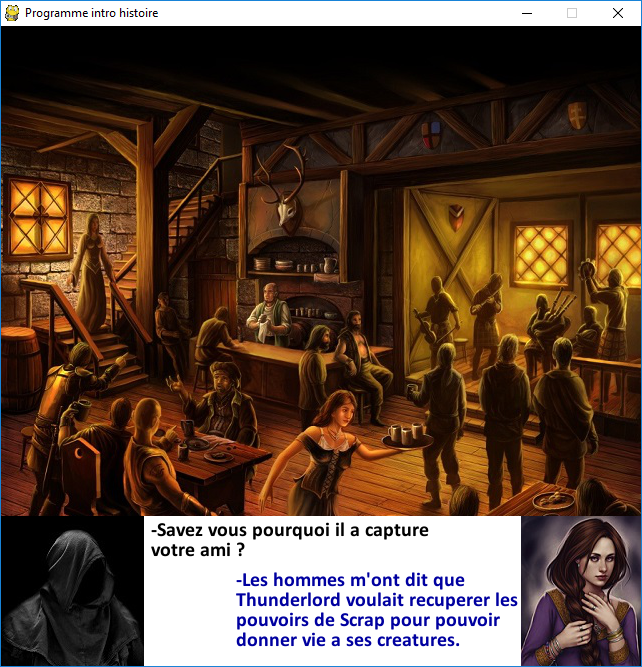 Programme intro histoire
-Savez vous pourquoi il a capture
votre ami ?
-Les hommes m'ont dit que
Thunderlord voulait recuperer les
pouvoirs de Scrap pour pouvoir
donner vie a ses creatures.